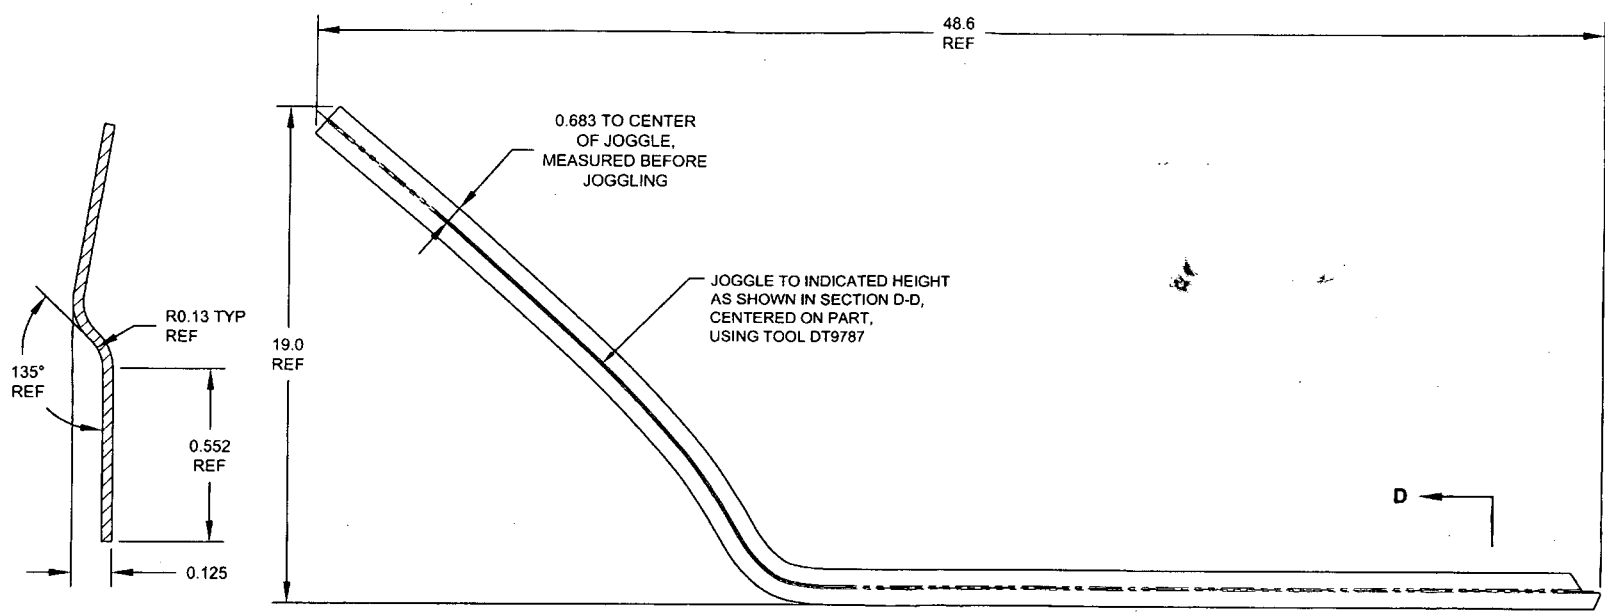 48.6
REF
0.683 TO CENTER
OF JOGGLE,
MEASURED BEFORE
JOGGLING
JOGGLE TO INDICATED HEIGHT
AS SHOWN IN SECTION D-D,
CENTERED ON PART,
USING TOOL DT9787
R0.13 TYP
REF
19.0
REF
135°
REF
0.552
REF
D
0.125